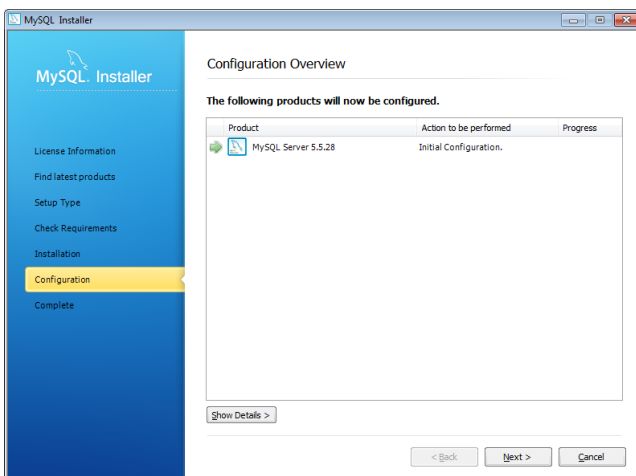 MySQL Installer
MySQL. Installer
License Information
Find latest products
Setup Type
Check Requirements
Installation
Configuration
Complete
Configuration Overview
The following products will now be configured.
Product Action to be performed Progress
MySQL Server 5.5.28 Initial Configuration.
Show Details >
< Back Next > Cancel